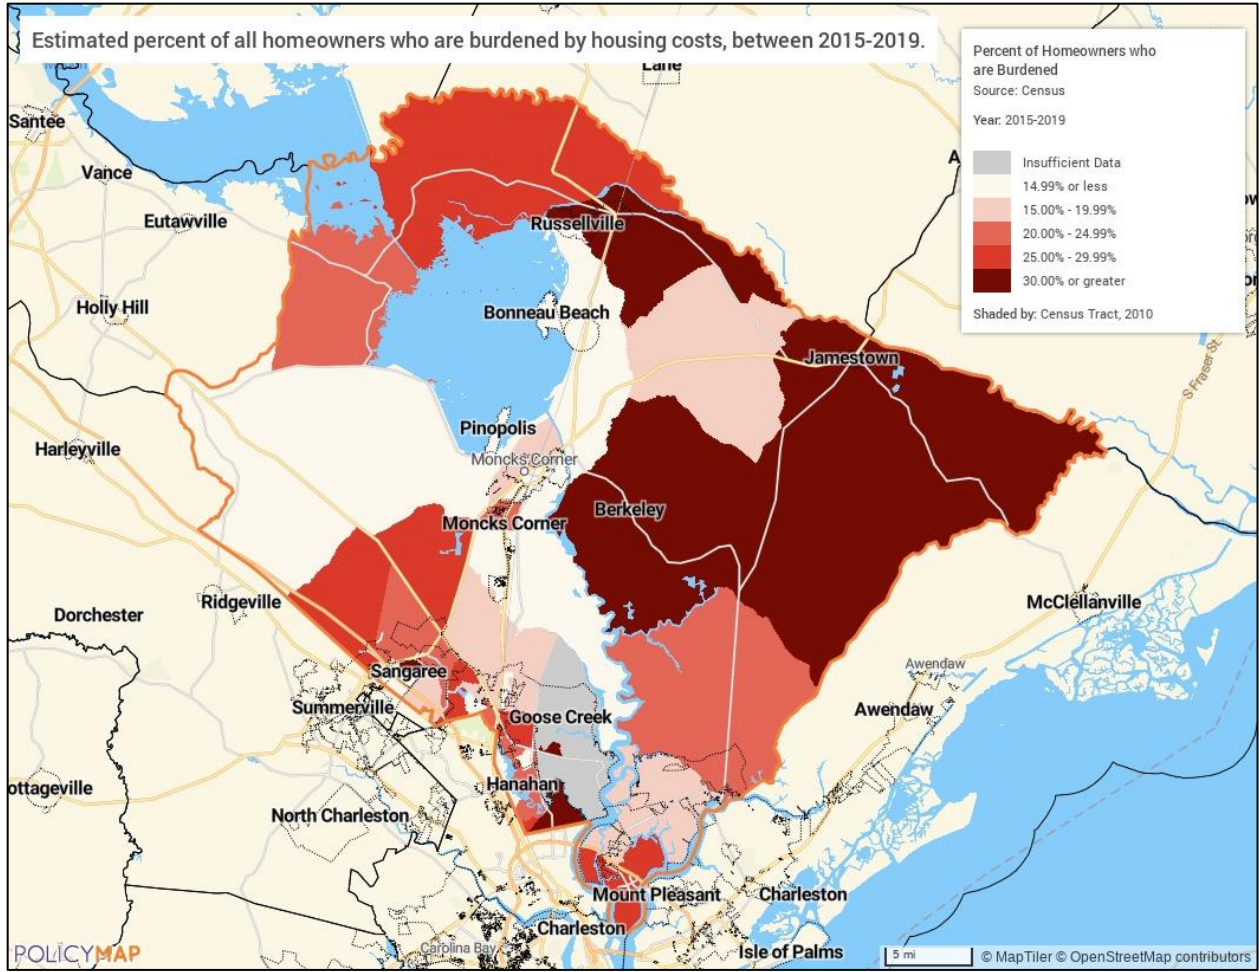 Estimated percent of all homeowners who are burdened by housing costs, between 2015-2019.
Percent of Homeowners who
are Burdened
Source: Census
Year: 2015-2019
Insufficient Data
14.99% or less
15.00% - 19.99%
20.00% - 24.99%
25.00% - 29.99%
30.00% or greater
Shaded by: Census Tract, 2010
Lane
Santee
Vance
Eutawville
Russellville
Holly Hill
Bonneau Beach
Jamestown
S Fraser St
Pinopolis
Harleyville
Moncks Corner
Berkeley
Moncks Corner
Ridgeville
Dorchester
McClellanville
Sangaree
Awendaw
Summerville
Goose Creek
Awendaw
Hanahan
ottageville
North Charleston
Mount Pleasant
Charleston
Charleston
Carolina Bay
Isle of Palms
POLICYMAP
5 mi
© MapTiler © OpenStreetMap contributors